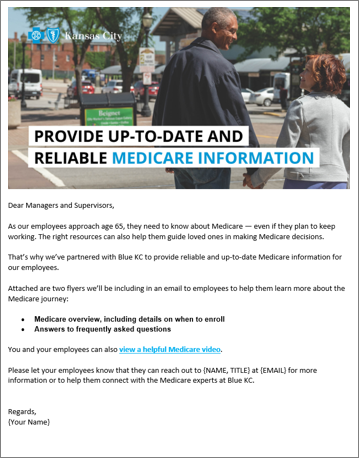 Kansas City
PROVIDE UP-TO-DATE AND
RELIABLE MEDICARE INFORMATION
Dear Managers and Supervisors,
As our employees approach age 65, they need to know about Medicare — even if they plan to keep
working. The right resources can also help them guide loved ones in making Medicare decisions.
That's why we've partnered with Blue KC to provide reliable and up-to-date Medicare information for
our employees.
Attached are two flyers we'll be including in an email to employees to help them learn more about the
Medicare journey:
• Medicare overview, including details on when to enroll
• Answers to frequently asked questions
You and your employees can also view a helpful Medicare video.
Please let your employees know that they can reach out to {NAME, TITLE} at {EMAIL} for more
information or to help them connect with the Medicare experts at Blue KC.
Regards,
{Your Name}